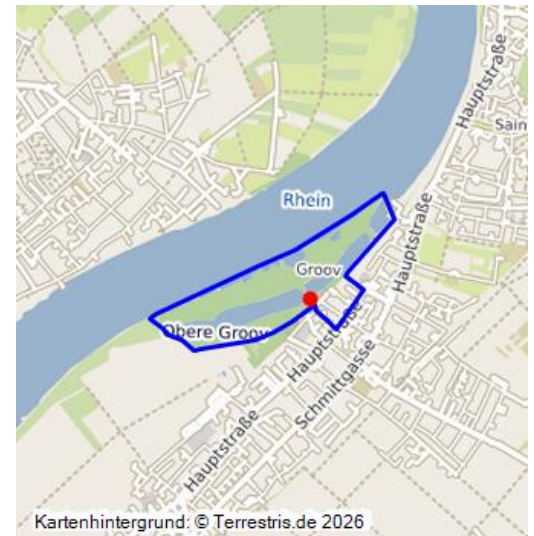 Hauptstraße
Sain
Rhein
Hauptstraße
Groov
Obere Groov
Hauptstraße
Schmittgasse
Hauptstraße
Kartenhintergrund: © Terrestris.de 2026